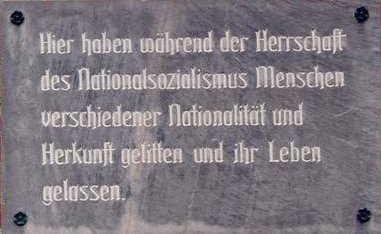 Hier haben während der Herrschaft
des Nationalsozialismus Menschen
verschiedener Nationalität und
Herkunft gelitten und ihr Leben
gelassen.